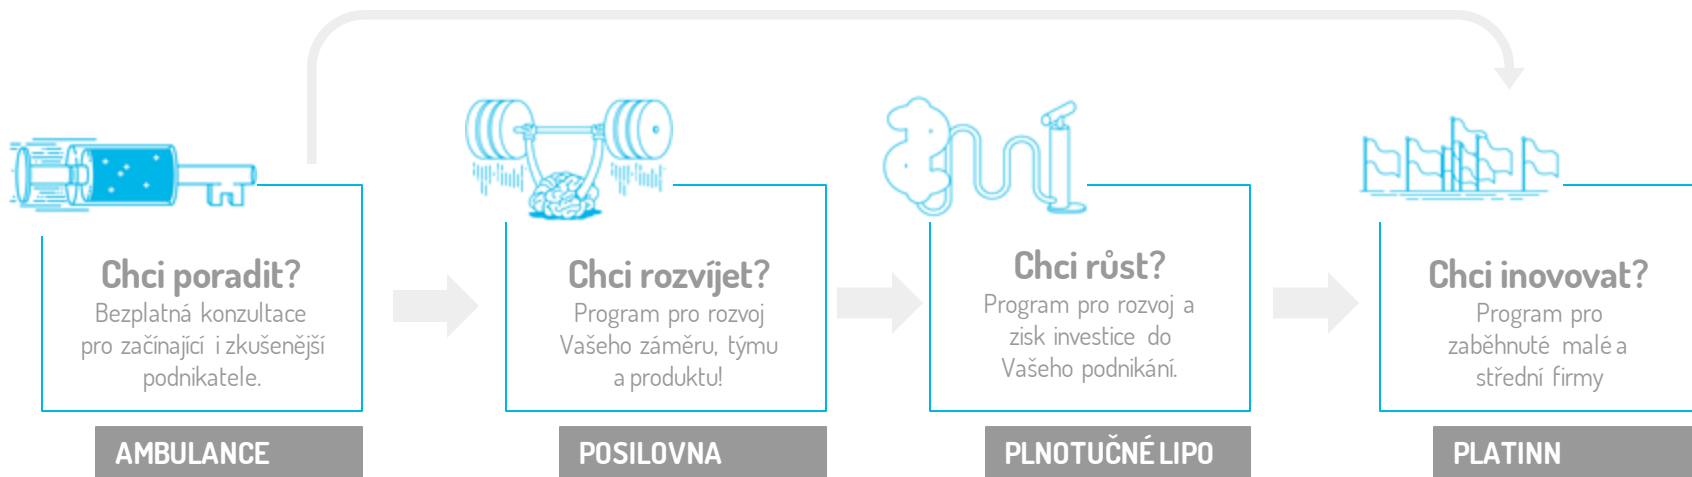 Chci poradit?
Bezplatná konzultace
pro začínající i zkušenější
podnikatele.
AMBULANCE
Chci rozvíjet?
Program pro rozvoj
Vašeho záměru, týmu
a produktu!
POSILOVNA
Chci růst?
Program pro rozvoj a
zisk investice do
Vašeho podnikání.
PLNOTUČNÉ LIPO
Chci inovovat?
Program pro
zaběhnuté malé a
střední firmy
PLATINN